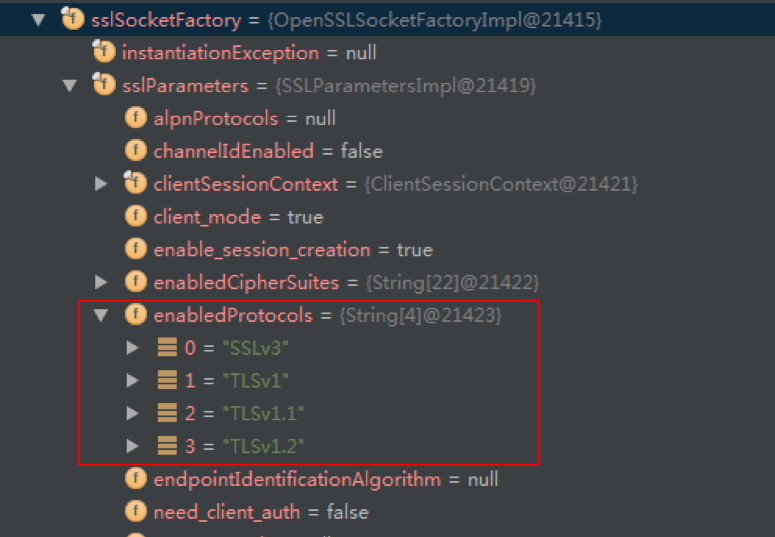 sslSocketFactory = {OpenSSLSocketFactoryImpl@21415}
instantiationException = null
sslParameters = {SSLParametersImpl@21419}
alpnProtocols = null
channelIdEnabled = false
clientSessionContext = {ClientSessionContext@21421}
client_mode = true
enable_session_creation = true
enabledCipherSuites = {String[22]@21422}
enabledProtocols = {String[4]@21423}
0 = "SSLv3"
1 = "TLSv1"
2 = "TLSv1.1"
3 = "TLSv1.2"
endpointIdentificationAlgorithm = null
need_client_auth = false